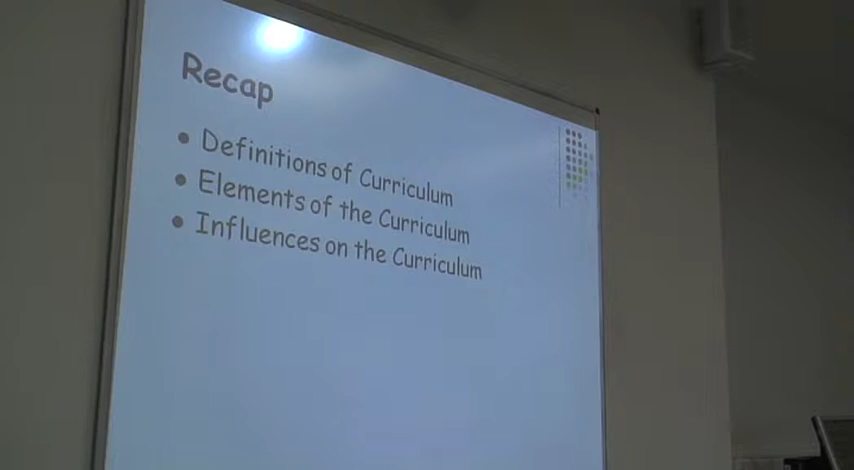 Recap
Definitions of Curriculum
Elements of the Curriculum
Influences on the Curriculum